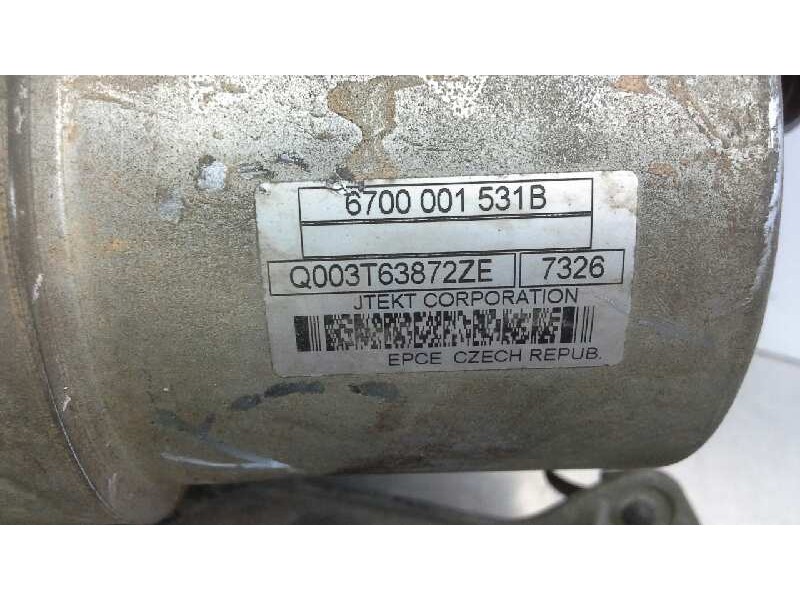 6700 001 531B
Q003T63872ZE 7326
JTEKT CORPORATION
EPCE CZECH REPUB.